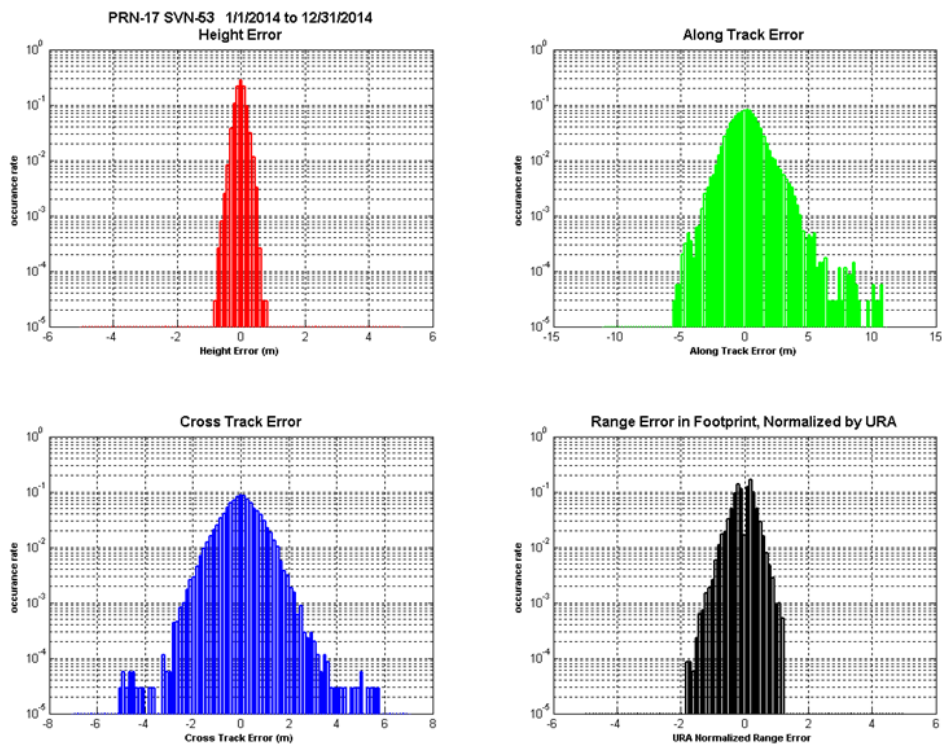 PRN-17 SVN-53 1/1/2014 to 12/31/2014
Height Error
10^0
10^-1
10^-2
10^-3
10^-4
10^-5
occurance rate
-6 -4 -2 0 2 4 6
Height Error (m)
Along Track Error
10^0
10^-1
10^-2
10^-3
10^-4
10^-5
occurance rate
-15 -10 -5 0 5 10 15
Along Track Error (m)
Cross Track Error
10^0
10^-1
10^-2
10^-3
10^-4
10^-5
occurance rate
-8 -6 -4 -2 0 2 4 6 8
Cross Track Error (m)
Range Error in Footprint, Normalized by URA
10^0
10^-1
10^-2
10^-3
10^-4
10^-5
occurance rate
-6 -4 -2 0 2 4 6
URA Normalized Range Error